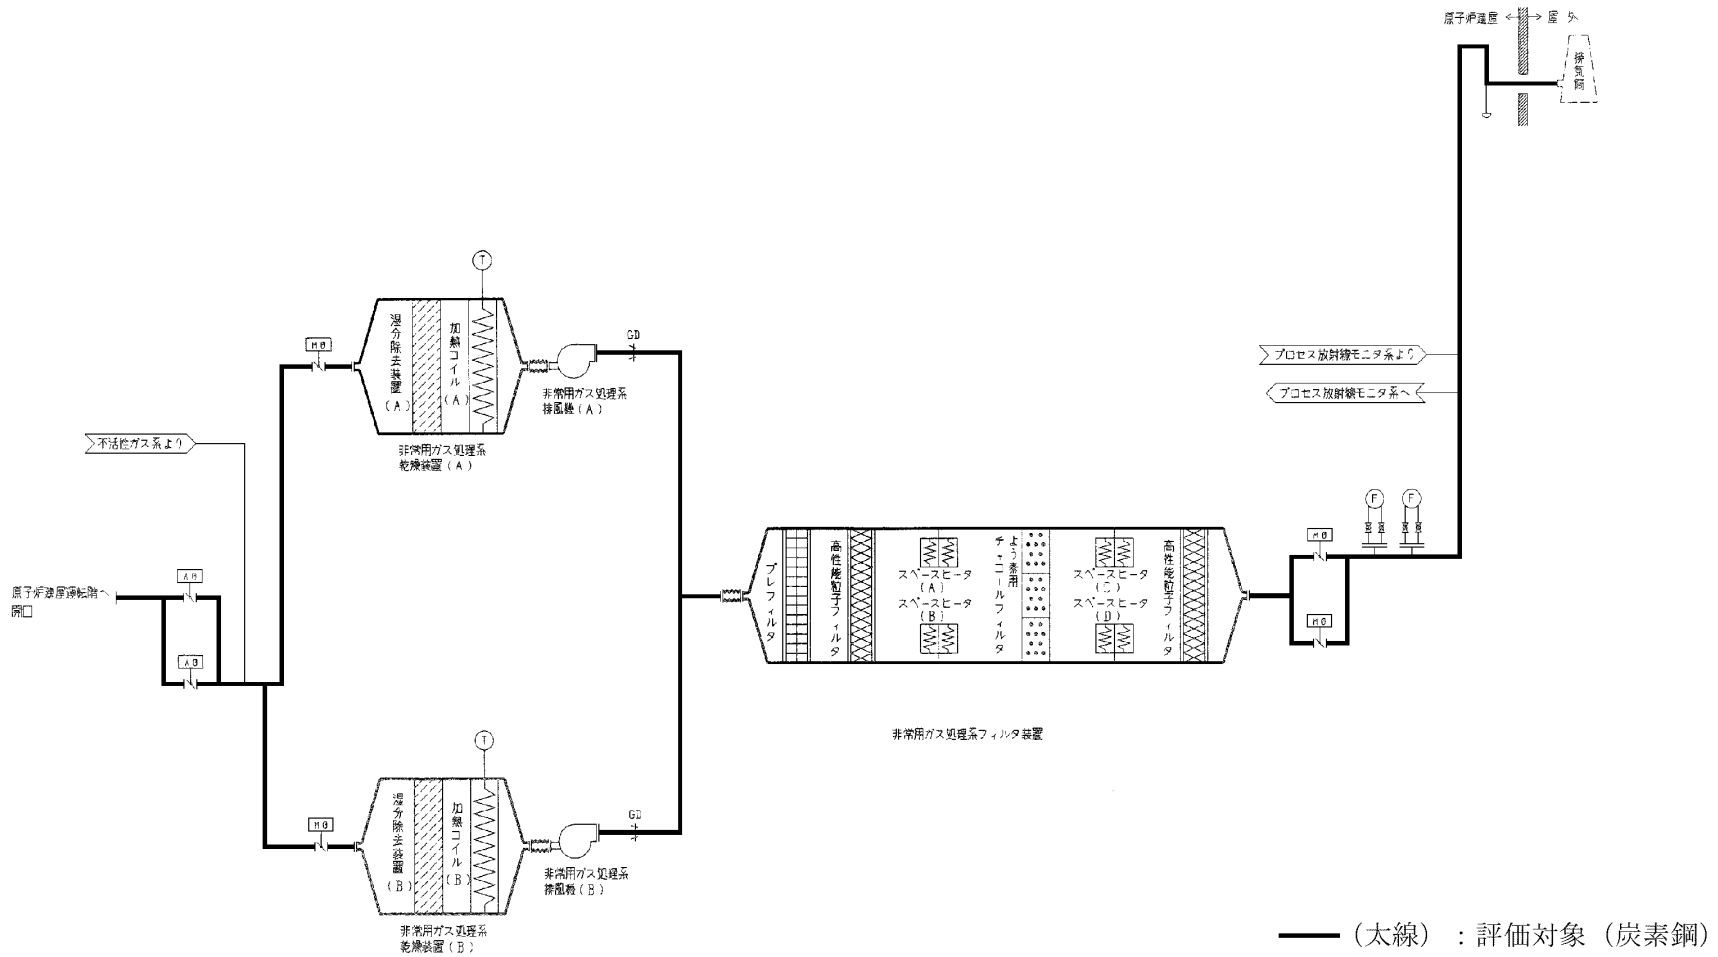 原子炉建屋 ←→ 屋 外
排気筒
T
湿分除去装置(A)
加熱コイル(A)
MO
GD
非常用ガス処理系
排風機(A)
非常用ガス処理系
乾燥装置(A)
不活性ガス系より
プロセス放射線モニタ系より
プロセス放射線モニタ系へ
F
F
原子炉建屋運転階へ
開口
AO
AO
プレフィルタ
高性能粒子フィルタ
スペースヒータ
(A)
スペースヒータ
(B)
よう素用
チャコールフィルタ
スペースヒータ
(C)
スペースヒータ
(D)
高性能粒子フィルタ
MO
MO
非常用ガス処理系フィルタ装置
T
湿分除去装置(B)
加熱コイル(B)
MO
GD
非常用ガス処理系
排風機(B)
非常用ガス処理系
乾燥装置(B)
(太線):評価対象(炭素鋼)